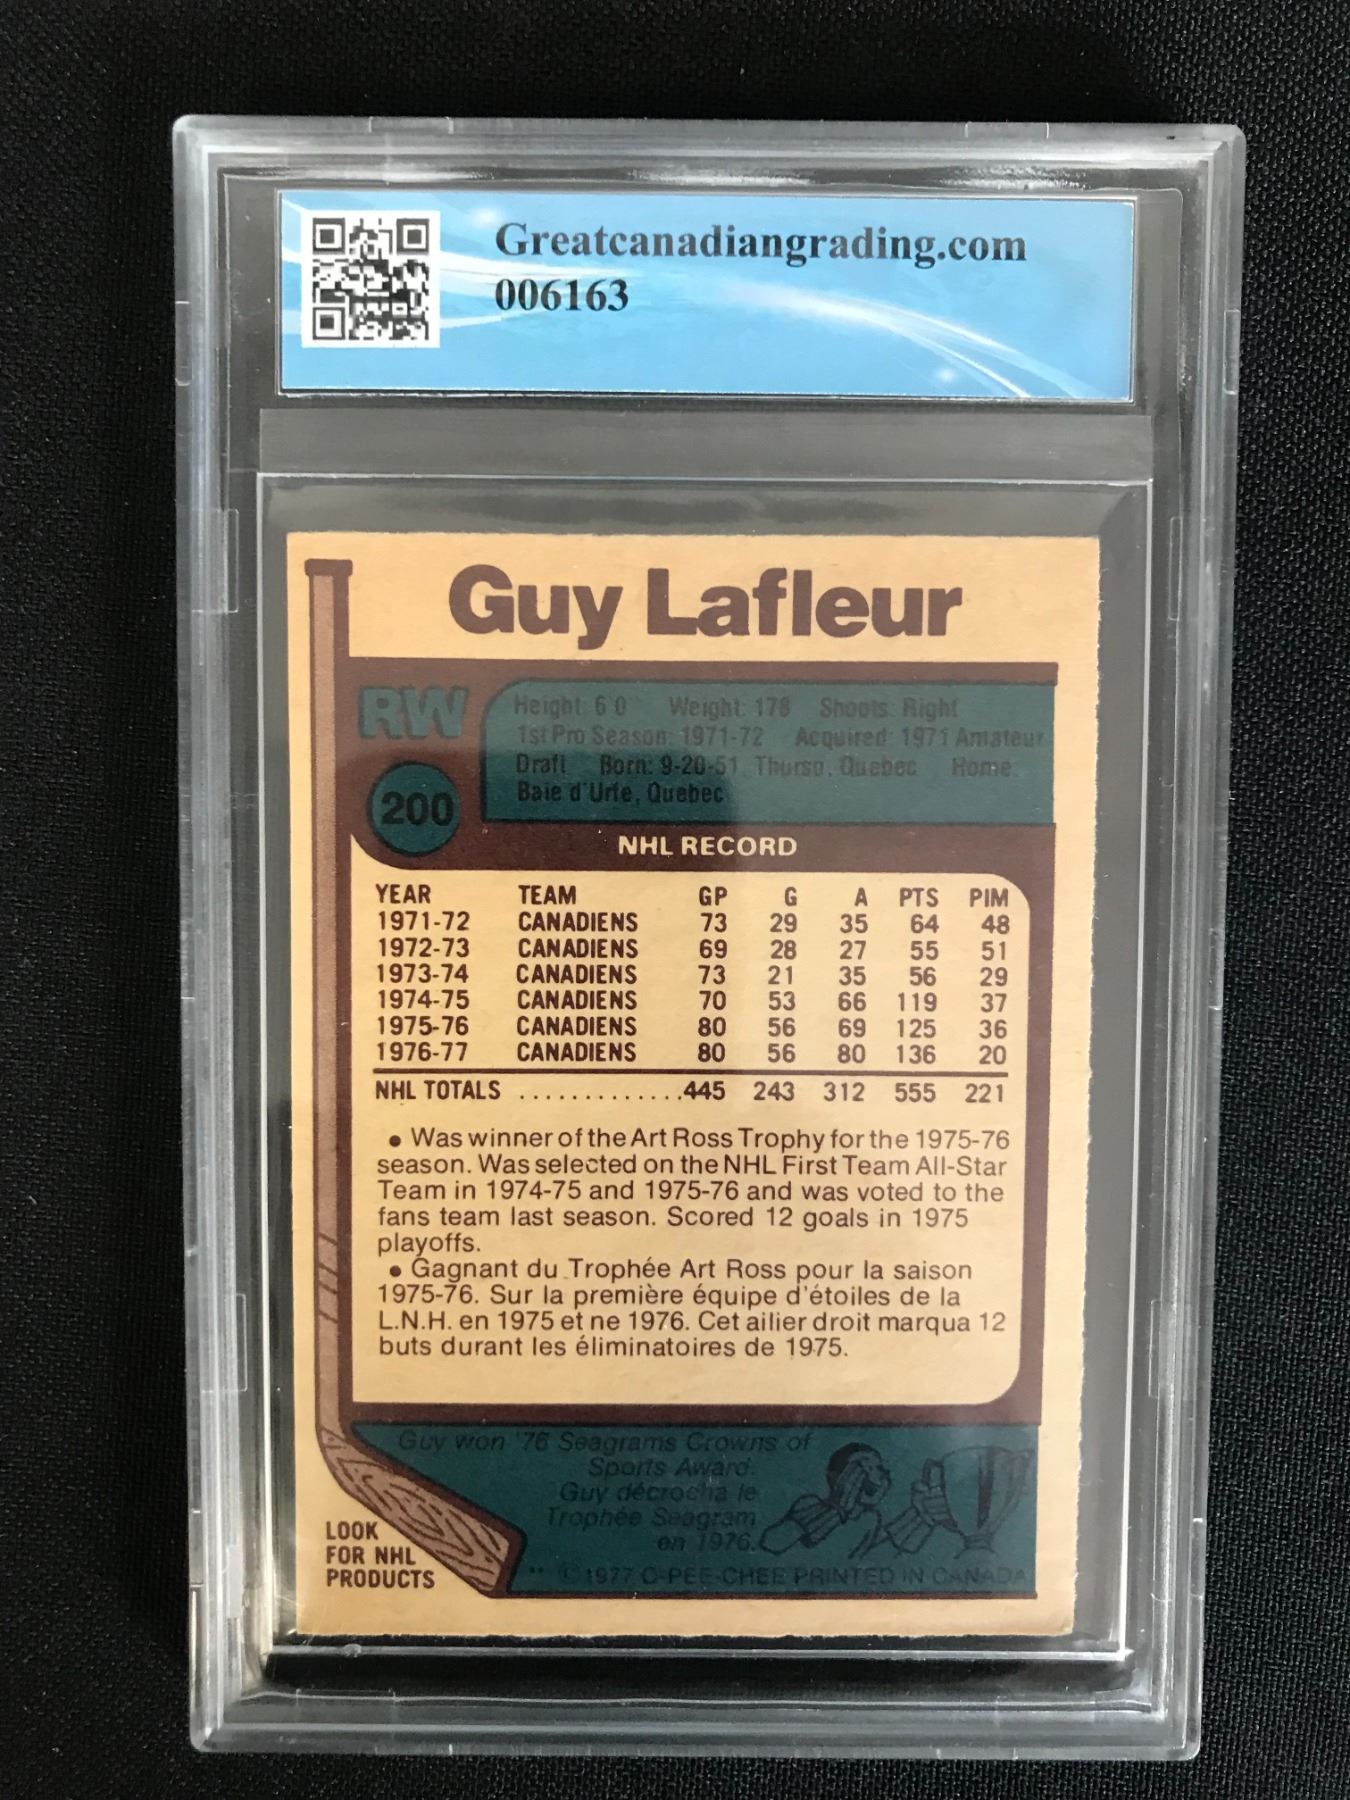 Greatcanadiangrading.com
006163
Guy Lafleur
RW
Height: 6'0" Weight: 178 Shoots: Right
1st Pro Season: 1971-72 Acquired: 1971 Amateur
Draft Born: 9-20-51, Thurso, Quebec Home:
Baie d'Urfe, Quebec
200
NHL RECORD
YEAR TEAM GP G A PTS PIM
1971-72 CANADIENS 73 29 35 64 48
1972-73 CANADIENS 69 28 27 55 51
1973-74 CANADIENS 73 21 35 56 29
1974-75 CANADIENS 70 53 66 119 37
1975-76 CANADIENS 80 56 69 125 36
1976-77 CANADIENS 80 56 80 136 20
NHL TOTALS .............445 243 312 555 221
• Was winner of the Art Ross Trophy for the 1975-76
season. Was selected on the NHL First Team All-Star
Team in 1974-75 and 1975-76 and was voted to the
fans team last season. Scored 12 goals in 1975
playoffs.
• Gagnant du Trophée Art Ross pour la saison
1975-76. Sur la première équipe d'étoiles de la
L.N.H. en 1975 et ne 1976. Cet ailier droit marqua 12
buts durant les éliminatoires de 1975.
Guy won '76 Seagrams Crowns of
Sports Award.
Guy décrocha le
Trophée Seagram
en 1976.
LOOK
FOR NHL
PRODUCTS
** ©1977 O-PEE-CHEE PRINTED IN CANADA